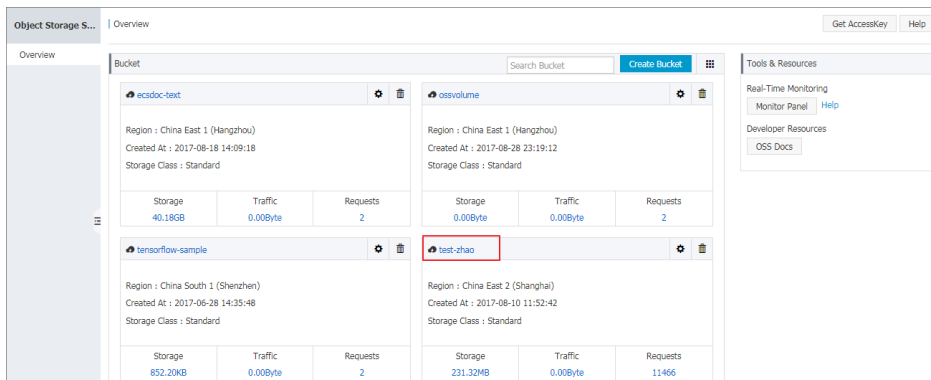 Object Storage S...
Overview
Get AccessKey
Help
Overview
Bucket
Search Bucket
Create Bucket
ecsdoc-text
Region : China East 1 (Hangzhou)
Created At : 2017-08-18 14:09:18
Storage Class : Standard
Storage Traffic Requests
40.18GB 0.00Byte 2
ossvolume
Region : China East 1 (Hangzhou)
Created At : 2017-08-28 23:19:12
Storage Class : Standard
Storage Traffic Requests
0.00Byte 0.00Byte 2
tensorflow-sample
Region : China South 1 (Shenzhen)
Created At : 2017-06-28 14:35:48
Storage Class : Standard
Storage Traffic Requests
852.20KB 0.00Byte 2
test-zhao
Region : China East 2 (Shanghai)
Created At : 2017-08-10 11:52:42
Storage Class : Standard
Storage Traffic Requests
231.32MB 0.00Byte 11466
Tools & Resources
Real-Time Monitoring
Monitor Panel Help
Developer Resources
OSS Docs